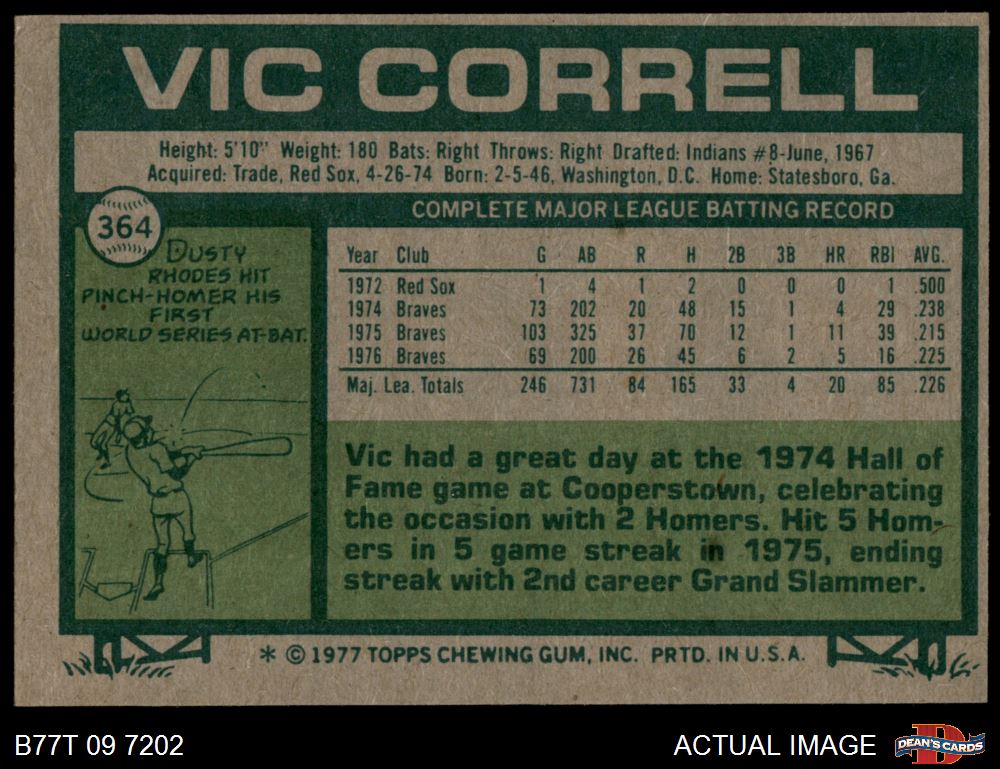 VIC CORRELL
Height: 5'10" Weight: 180 Bats: Right Throws: Right Drafted: Indians #8-June, 1967
Acquired: Trade, Red Sox, 4-26-74 Born: 2-5-46, Washington, D.C. Home: Statesboro, Ga.
364
DUSTY
RHODES HIT
PINCH-HOMER HIS
FIRST
WORLD SERIES AT-BAT.
COMPLETE MAJOR LEAGUE BATTING RECORD
Year Club G AB R H 2B 3B HR RBI AVG.
1972 Red Sox 1 4 1 2 0 0 0 1 .500
1974 Braves 73 202 20 48 15 1 4 29 .238
1975 Braves 103 325 37 70 12 1 11 39 .215
1976 Braves 69 200 26 45 6 2 5 16 .225
Maj. Lea. Totals 246 731 84 165 33 4 20 85 .226
Vic had a great day at the 1974 Hall of
Fame game at Cooperstown, celebrating
the occasion with 2 Homers. Hit 5 Hom-
ers in 5 game streak in 1975, ending
streak with 2nd career Grand Slammer.
* © 1977 TOPPS CHEWING GUM, INC. PRTD. IN U.S.A.
B77T 09 7202
ACTUAL IMAGE
D
DEAN'S CARDS